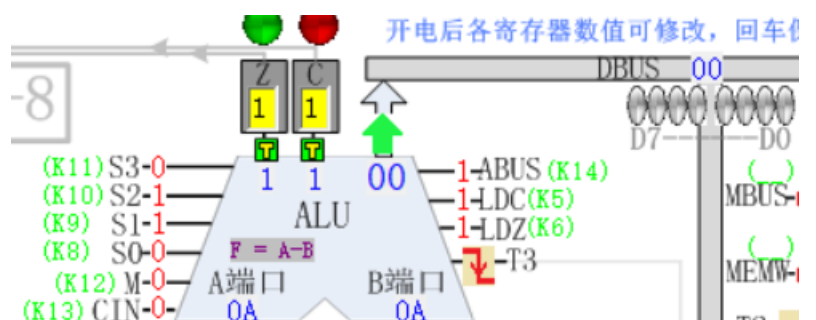 开电后各寄存器数值可修改，回车
Z C
1 1
DBUS 00
-8
D7 D0
(K11) S3-0
(K10) S2-1
(K9) S1-1
(K8) S0-0
(K12) M-0
(K13) CIN-0
T T
1 1 00
ALU
F = A-B
A端口 B端口
0A 0A
1-ABUS (K14)
1-LDC(K5)
1-LDZ(K6)
T3
(__)
MBUS-
(__)
MEMW-